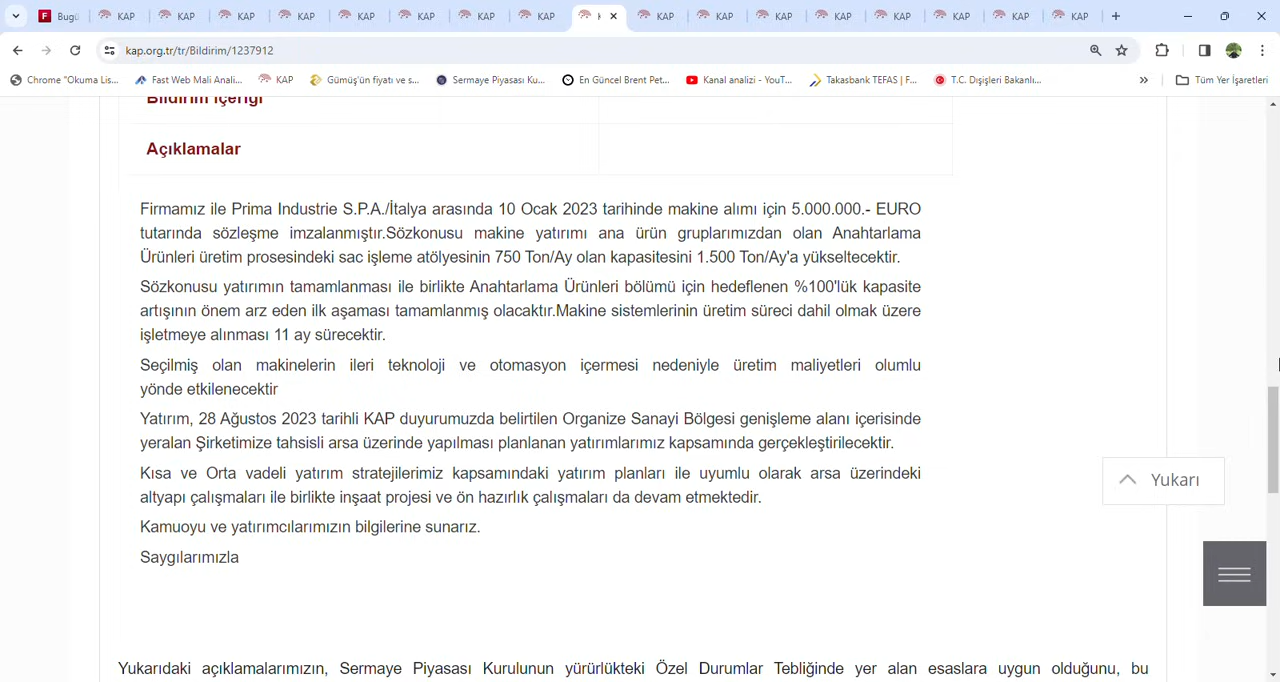 F Bugü KAP KAP KAP KAP KAP KAP KAP KAP KAP KAP KAP KAP KAP KAP KAP KAP
kap.org.tr/tr/Bildirim/1237912
Chrome "Okuma Lis... Fast Web Mali Anali... KAP Gümüş'ün fiyatı ve s... Sermaye Piyasası Ku... En Güncel Brent Pet... Kanal analizi - YouT... Takasbank TEFAS | F... T.C. Dışişleri Bakanlı... Tüm Yer İşaretleri
Bildirim İçeriği
Açıklamalar
Firmamız ile Prima Industrie S.P.A./İtalya arasında 10 Ocak 2023 tarihinde makine alımı için 5.000.000.- EURO
tutarında sözleşme imzalanmıştır.Sözkonusu makine yatırımı ana ürün gruplarımızdan olan Anahtarlama
Ürünleri üretim prosesindeki sac işleme atölyesinin 750 Ton/Ay olan kapasitesini 1.500 Ton/Ay'a yükseltecektir.
Sözkonusu yatırımın tamamlanması ile birlikte Anahtarlama Ürünleri bölümü için hedeflenen %100'lük kapasite
artışının önem arz eden ilk aşaması tamamlanmış olacaktır.Makine sistemlerinin üretim süreci dahil olmak üzere
işletmeye alınması 11 ay sürecektir.
Seçilmiş olan makinelerin ileri teknoloji ve otomasyon içermesi nedeniyle üretim maliyetleri olumlu
yönde etkilenecektir
Yatırım, 28 Ağustos 2023 tarihli KAP duyurumuzda belirtilen Organize Sanayi Bölgesi genişleme alanı içerisinde
yeralan Şirketimize tahsisli arsa üzerinde yapılması planlanan yatırımlarımız kapsamında gerçekleştirilecektir.
Kısa ve Orta vadeli yatırım stratejilerimiz kapsamındaki yatırım planları ile uyumlu olarak arsa üzerindeki
altyapı çalışmaları ile birlikte inşaat projesi ve ön hazırlık çalışmaları da devam etmektedir.
Yukarı
Kamuoyu ve yatırımcılarımızın bilgilerine sunarız.
Saygılarımızla
Yukarıdaki açıklamalarımızın, Sermaye Piyasası Kurulunun yürürlükteki Özel Durumlar Tebliğinde yer alan esaslara uygun olduğunu, bu